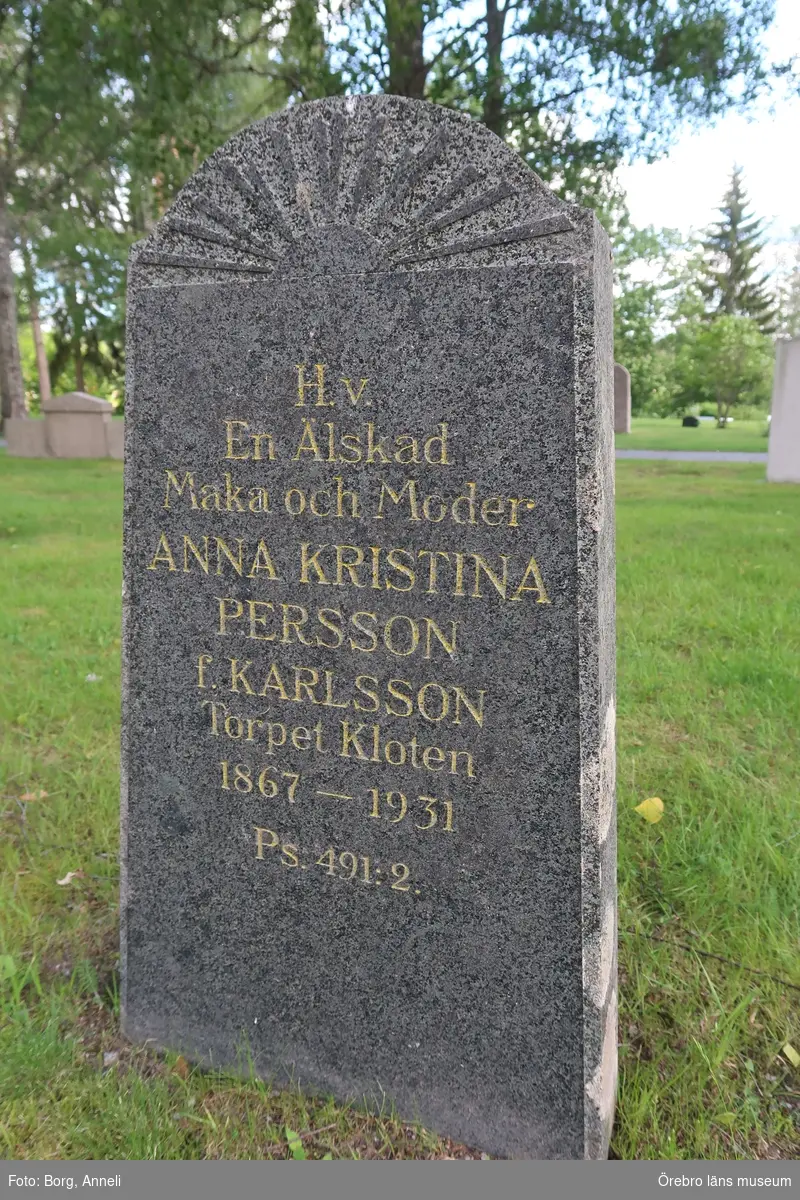 H.v.
En Älskad
Maka och Moder
ANNA KRISTINA
PERSSON
f. KARLSSON
Torpet Kloten
1867 — 1931
Ps. 491: 2.
Foto: Borg, Anneli
Örebro läns museum